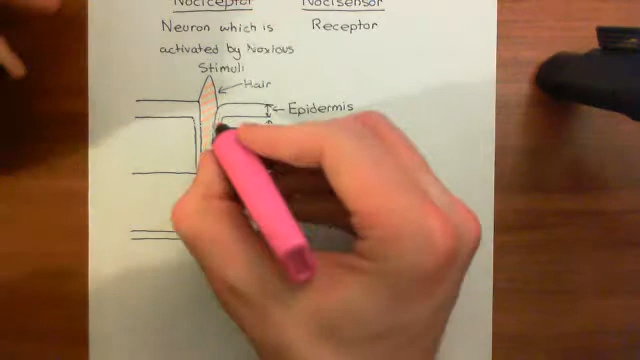 Nociceptor Nocisensor
Neuron which is Receptor
activated by Noxious
Stimuli
Hair
Epidermis